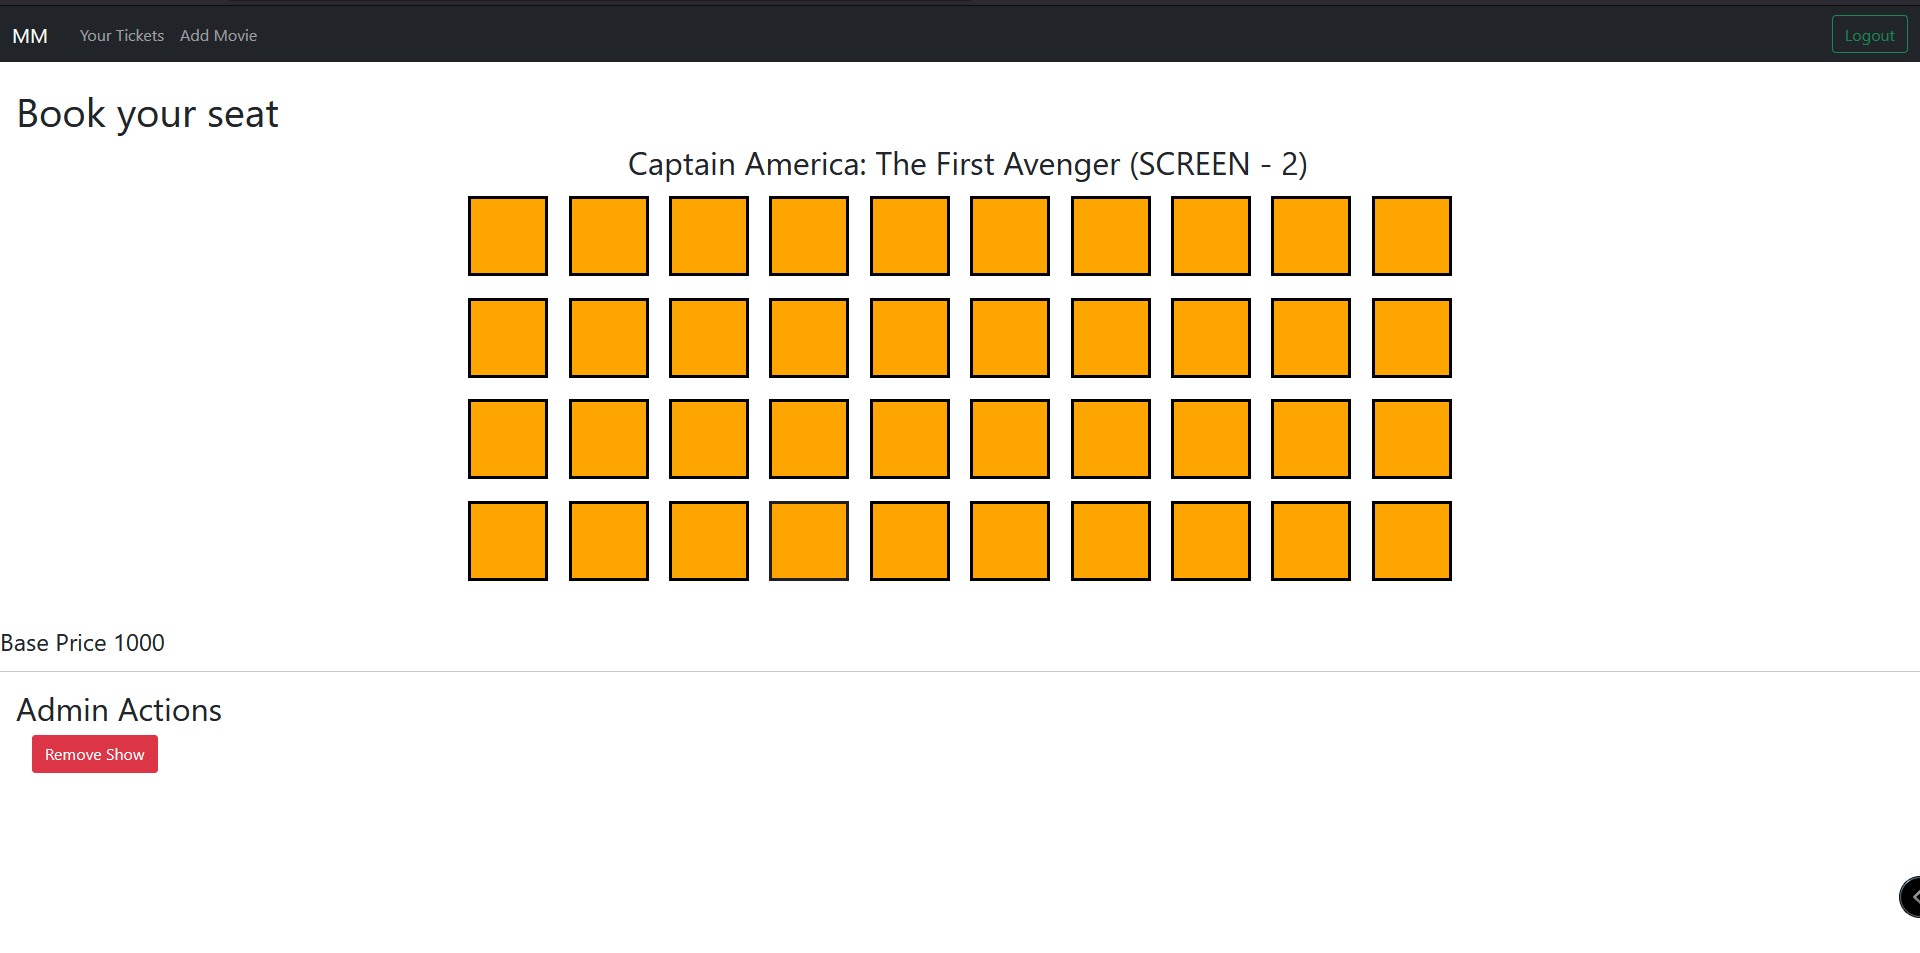 MM Your Tickets Add Movie Logout
Book your seat
Captain America: The First Avenger (SCREEN - 2)
Base Price 1000
Admin Actions
Remove Show